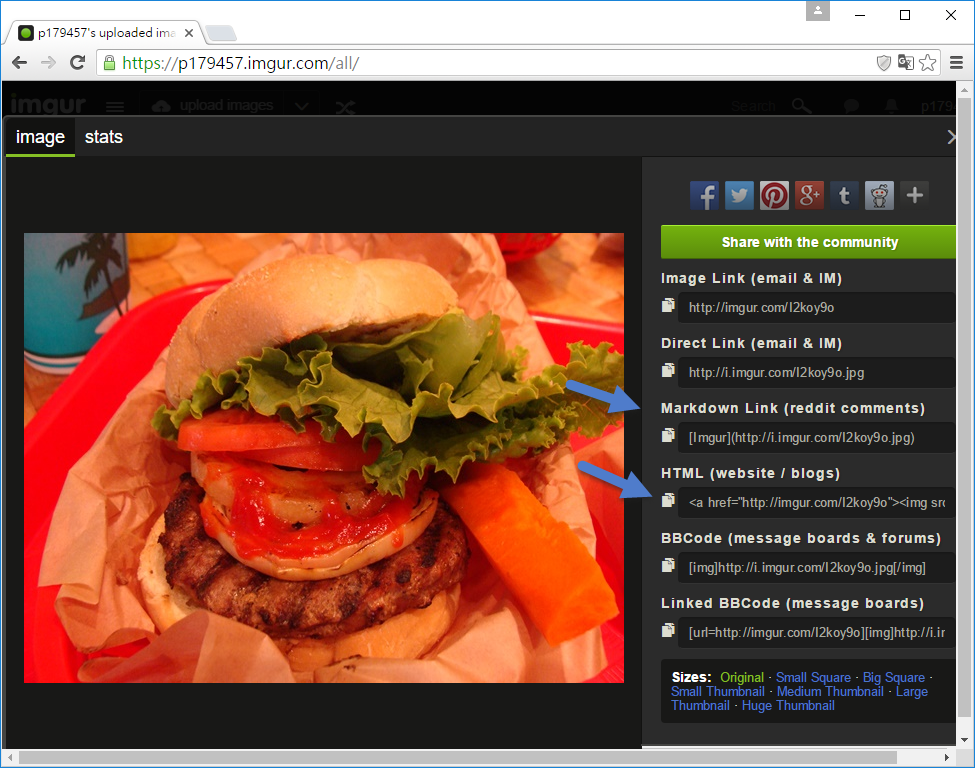 p179457's uploaded ima
https://p179457.imgur.com/all/
imgur
upload images
Search
p179
image
stats
Share with the community
Image Link (email & IM)
http://imgur.com/I2koy9o
Direct Link (email & IM)
http://i.imgur.com/I2koy9o.jpg
Markdown Link (reddit comments)
[Imgur](http://i.imgur.com/I2koy9o.jpg)
HTML (website / blogs)
<a href="http://imgur.com/I2koy9o"><img src
BBCode (message boards & forums)
[img]http://i.imgur.com/I2koy9o.jpg[/img]
Linked BBCode (message boards)
[url=http://imgur.com/I2koy9o][img]http://i.ir
Sizes: Original · Small Square · Big Square ·
Small Thumbnail · Medium Thumbnail · Large
Thumbnail · Huge Thumbnail